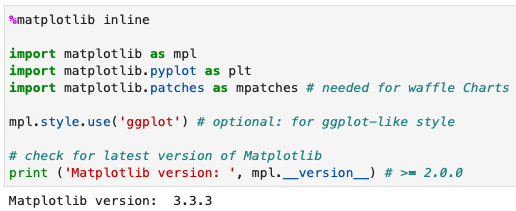 %matplotlib inline
import matplotlib as mpl
import matplotlib.pyplot as plt
import matplotlib.patches as mpatches # needed for waffle Charts
mpl.style.use('ggplot') # optional: for ggplot-like style
# check for latest version of Matplotlib
print ('Matplotlib version: ', mpl.__version__) # >= 2.0.0
Matplotlib version:  3.3.3